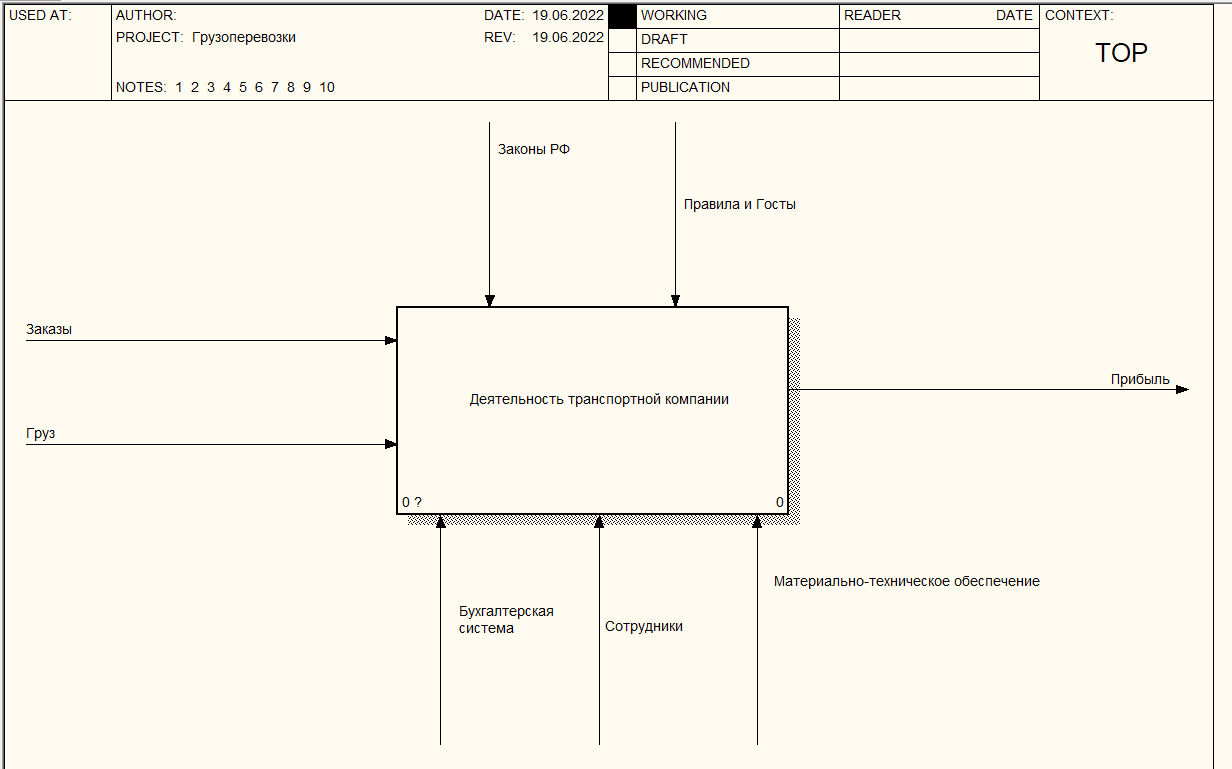 USED AT:
AUTHOR:
DATE: 19.06.2022
WORKING
READER
DATE
CONTEXT:
PROJECT: Грузоперевозки
REV: 19.06.2022
DRAFT
TOP
RECOMMENDED
NOTES: 1 2 3 4 5 6 7 8 9 10
PUBLICATION
Законы РФ
Правила и Госты
Заказы
Прибыль
Деятельность транспортной компании
Груз
0 ?
0
Материально-техническое обеспечение
Бухгалтерская
система
Сотрудники